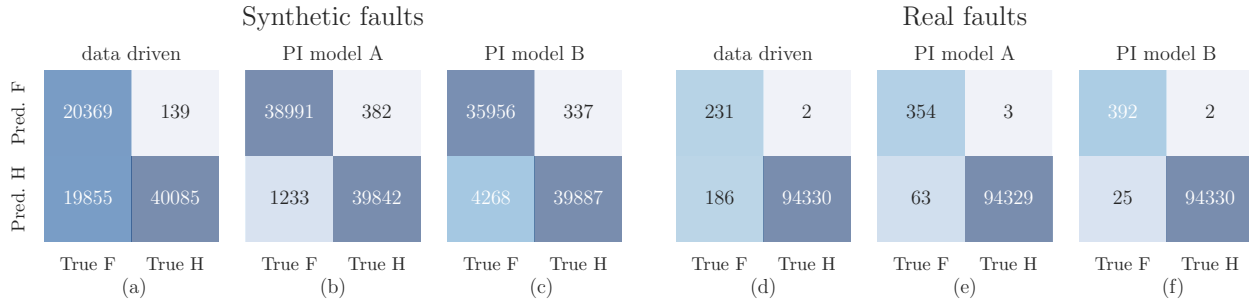 Synthetic faults Real faults
data driven PI model A PI model B data driven PI model A PI model B
Pred. F 20369 139 38991 382 35956 337 231 2 354 3 392 2
Pred. H 19855 40085 1233 39842 4268 39887 186 94330 63 94329 25 94330
True F True H True F True H True F True H True F True H True F True H True F True H
(a) (b) (c) (d) (e) (f)